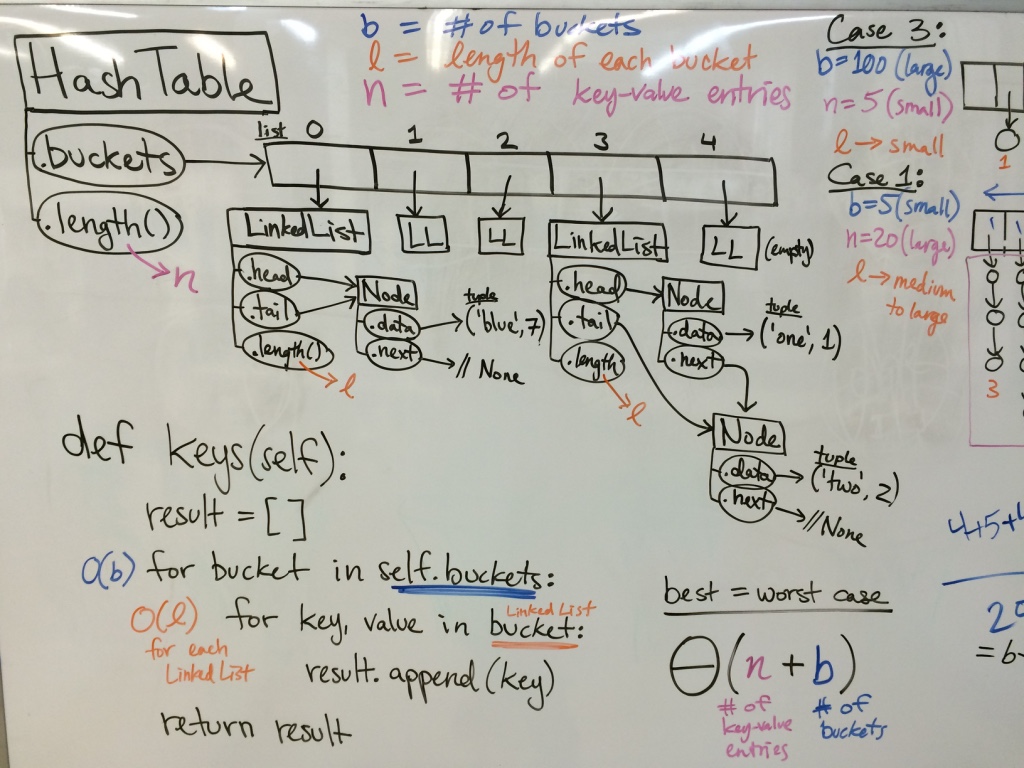 HashTable
.buckets
.length()
n
b = # of buckets
l = length of each bucket
n = # of key-value entries
list 0 1 2 3 4
LinkedList
LL
LL
LinkedList
LL (empty)
.head
.tail
.length()
l
Node
.data
.next
tuple
('blue', 7)
// None
.head
.tail
.length
l
Node
.data
.next
tuple
('one', 1)
Node
.data
.next
tuple
('two', 2)
//None
Case 3:
b=100 (large)
n=5 (small)
l → small
1
Case 1:
b=5 (small)
n=20 (large)
l → medium
to large
3
def keys(self):
result = [ ]
O(b) for bucket in self.buckets:
Linked List
O(l) for key, value in bucket:
for each
LinkedList
result.append(key)
return result
best = worst case
Θ(n + b)
# of
key-value
entries
# of
buckets
4+5+
= b